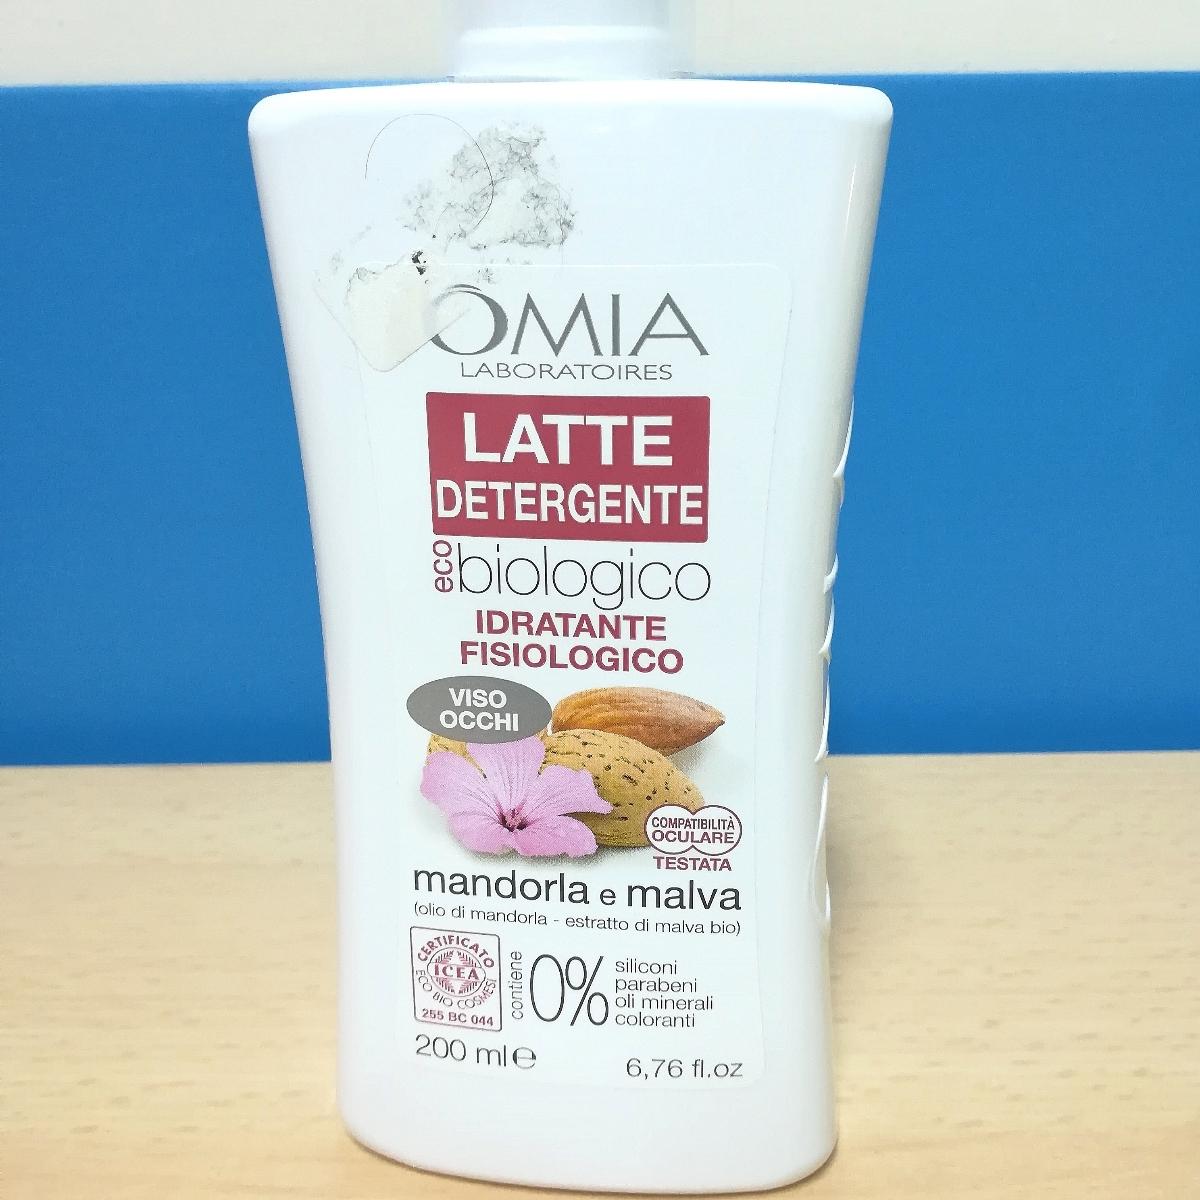 OMIA
LABORATOIRES
LATTE
DETERGENTE
eco biologico
IDRATANTE
FISIOLOGICO
VISO
OCCHI
COMPATIBILITÀ
OCULARE
TESTATA
mandorla e malva
(olio di mandorla - estratto di malva bio)
CERTIFICATO
ICEA
ECO BIO COSMESI
255 BC 044
contiene
0%
siliconi
parabeni
oli minerali
coloranti
200 ml e
6,76 fl.oz